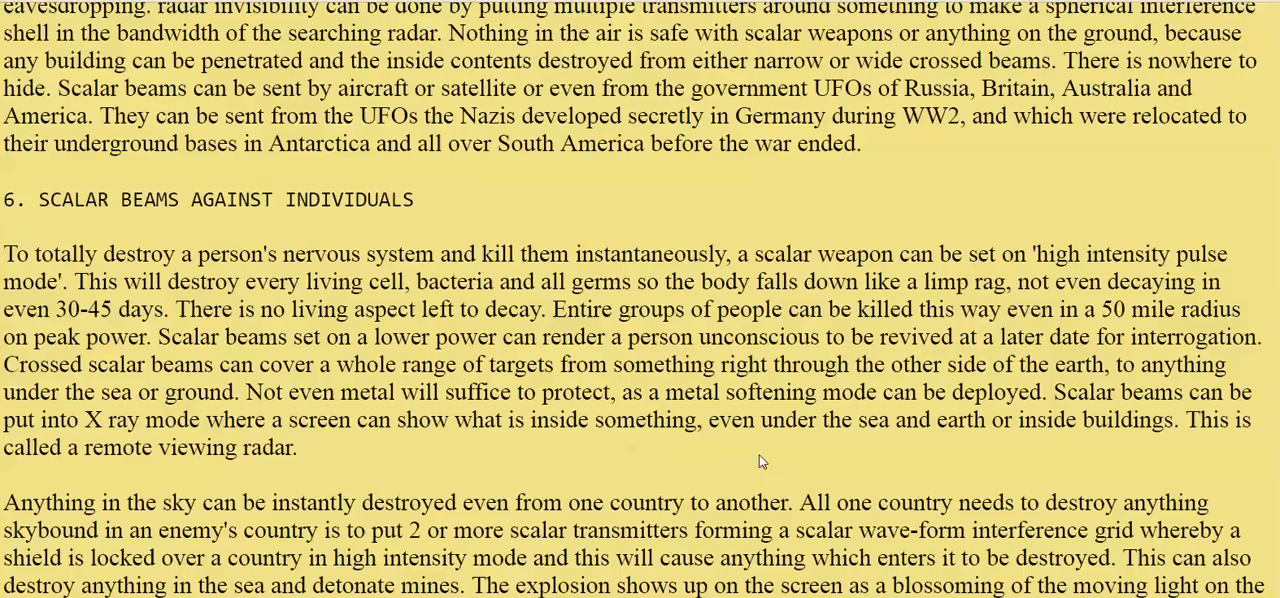 eavesdropping. radar invisibility can be done by putting multiple transmitters around something to make a spherical interference
shell in the bandwidth of the searching radar. Nothing in the air is safe with scalar weapons or anything on the ground, because
any building can be penetrated and the inside contents destroyed from either narrow or wide crossed beams. There is nowhere to
hide. Scalar beams can be sent by aircraft or satellite or even from the government UFOs of Russia, Britain, Australia and
America. They can be sent from the UFOs the Nazis developed secretly in Germany during WW2, and which were relocated to
their underground bases in Antarctica and all over South America before the war ended.
6. SCALAR BEAMS AGAINST INDIVIDUALS
To totally destroy a person's nervous system and kill them instantaneously, a scalar weapon can be set on 'high intensity pulse
mode'. This will destroy every living cell, bacteria and all germs so the body falls down like a limp rag, not even decaying in
even 30-45 days. There is no living aspect left to decay. Entire groups of people can be killed this way even in a 50 mile radius
on peak power. Scalar beams set on a lower power can render a person unconscious to be revived at a later date for interrogation.
Crossed scalar beams can cover a whole range of targets from something right through the other side of the earth, to anything
under the sea or ground. Not even metal will suffice to protect, as a metal softening mode can be deployed. Scalar beams can be
put into X ray mode where a screen can show what is inside something, even under the sea and earth or inside buildings. This is
called a remote viewing radar.
Anything in the sky can be instantly destroyed even from one country to another. All one country needs to destroy anything
skybound in an enemy's country is to put 2 or more scalar transmitters forming a scalar wave-form interference grid whereby a
shield is locked over a country in high intensity mode and this will cause anything which enters it to be destroyed. This can also
destroy anything in the sea and detonate mines. The explosion shows up on the screen as a blossoming of the moving light on the